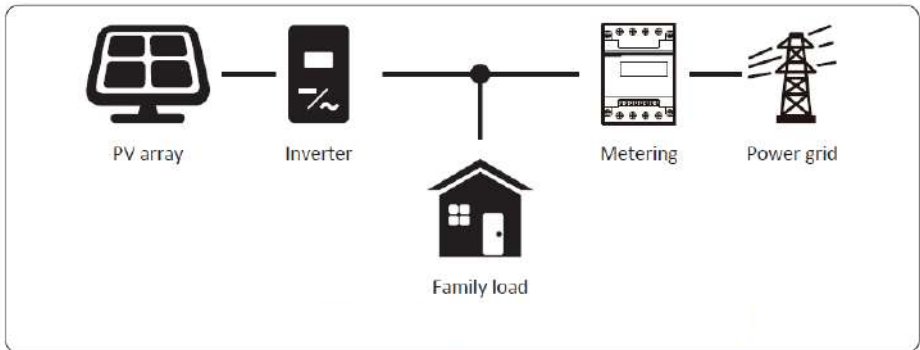 PV array
Inverter
Metering
Power grid
Family load